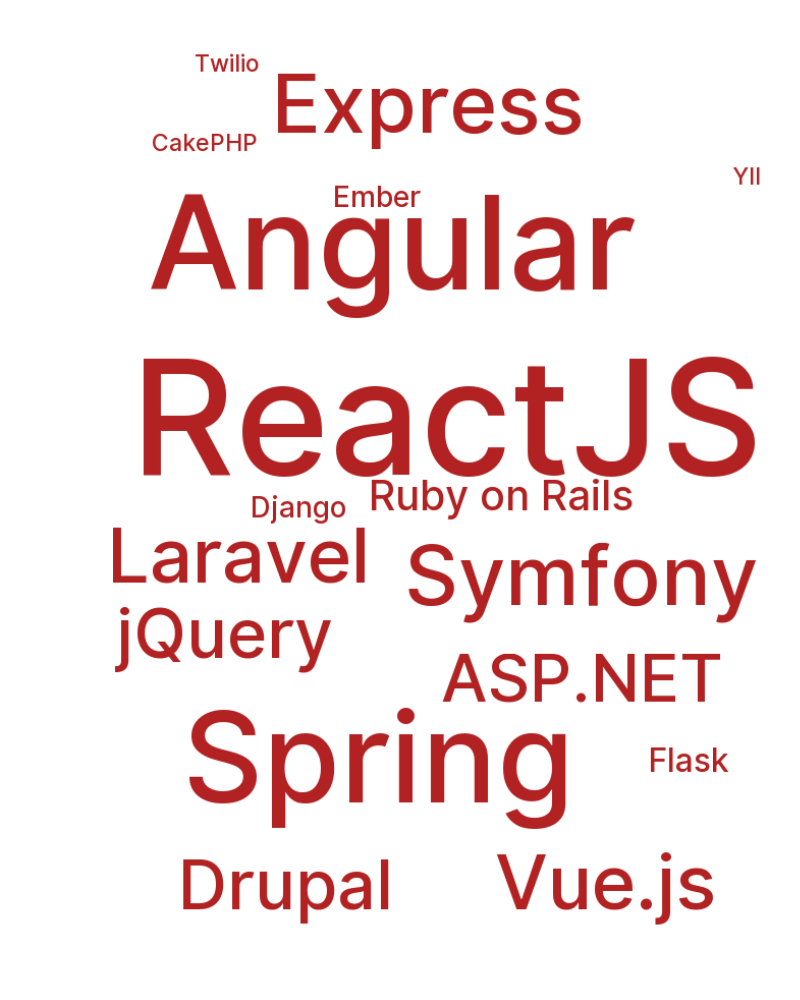 Twilio
Express
CakePHP
YII
Ember
Angular
ReactJS
Ruby on Rails
Django
Laravel
Symfony
jQuery
ASP.NET
Spring
Flask
Drupal
Vue.js